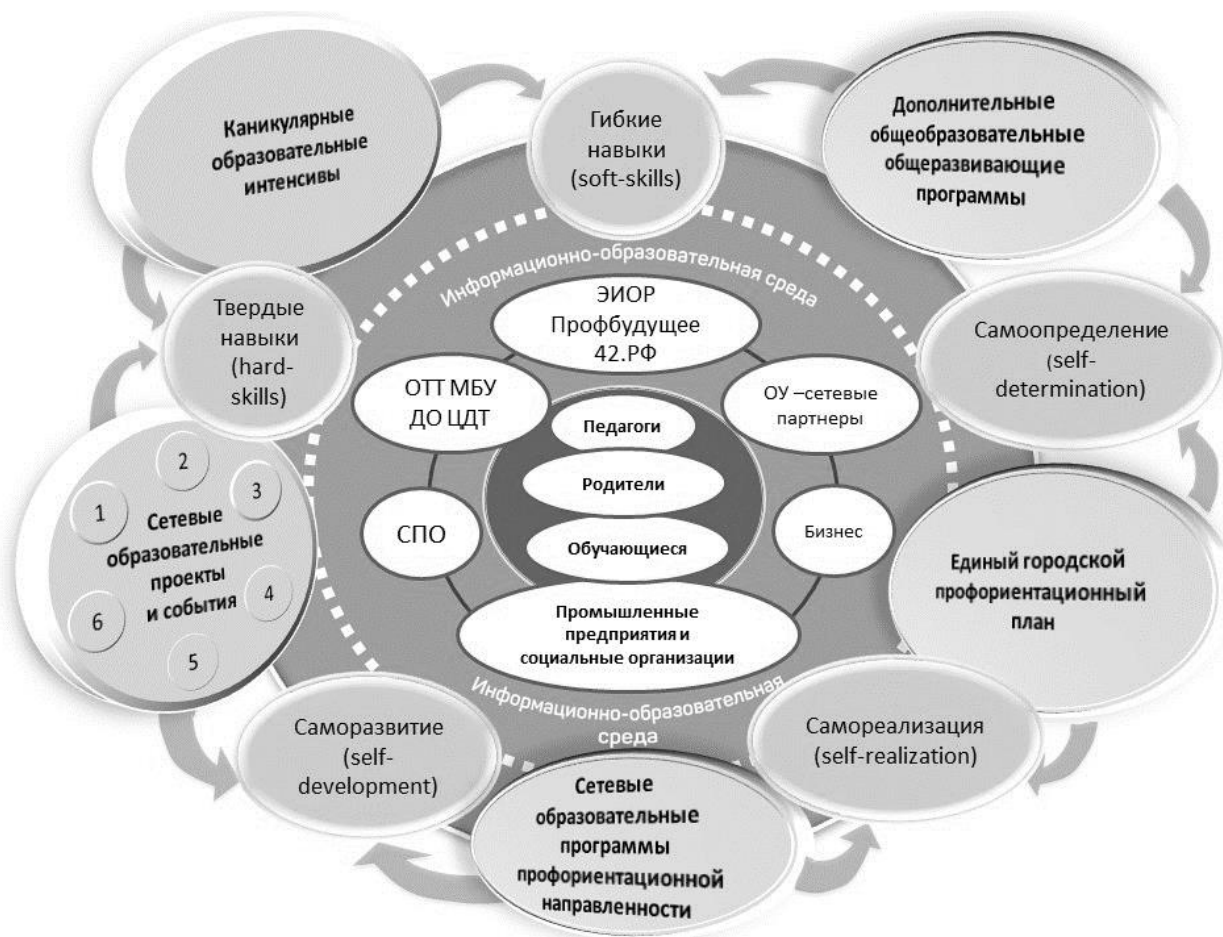 Каникулярные
образовательные
интенсивы
Гибкие
навыки
(soft-skills)
Дополнительные
общеобразовательные
общеразвивающие
программы
Твердые
навыки
(hard-
skills)
Информационно-образовательная среда
ЭИОР
Профбудущее
42.РФ
Самоопределение
(self-
determination)
ОТТ МБУ
ДО ЦДТ
ОУ –сетевые
партнеры
Педагоги
Родители
Обучающиеся
СПО
Бизнес
Промышленные
предприятия и
социальные организации
1
2
3
4
5
6
Сетевые
образовательные
проекты
и события
Единый городской
профориентационный
план
Информационно-образовательная
среда
Саморазвитие
(self-
development)
Самореализация
(self-realization)
Сетевые
образовательные
программы
профориентационной
направленности